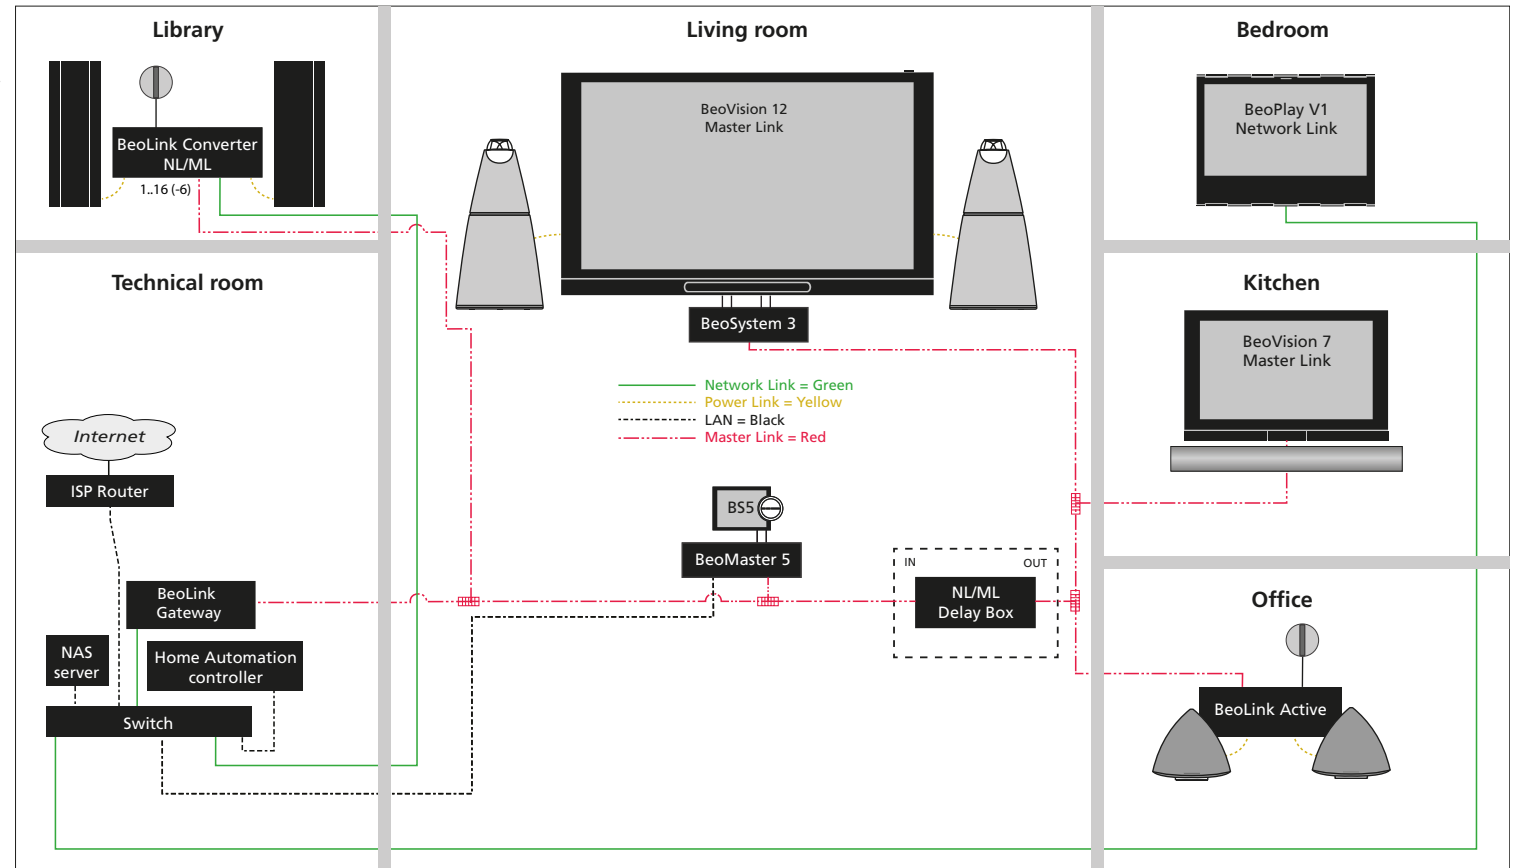 Library
Living room
Bedroom
BeoLink Converter
NL/ML
1..16 (-6)
BeoVision 12
Master Link
BeoPlay V1
Network Link
Technical room
BeoSystem 3
Kitchen
BeoVision 7
Master Link
Network Link = Green
Power Link = Yellow
LAN = Black
Master Link = Red
Internet
ISP Router
BS5
BeoMaster 5
IN
OUT
NL/ML
Delay Box
BeoLink
Gateway
NAS
server
Home Automation
controller
Switch
Office
BeoLink Active